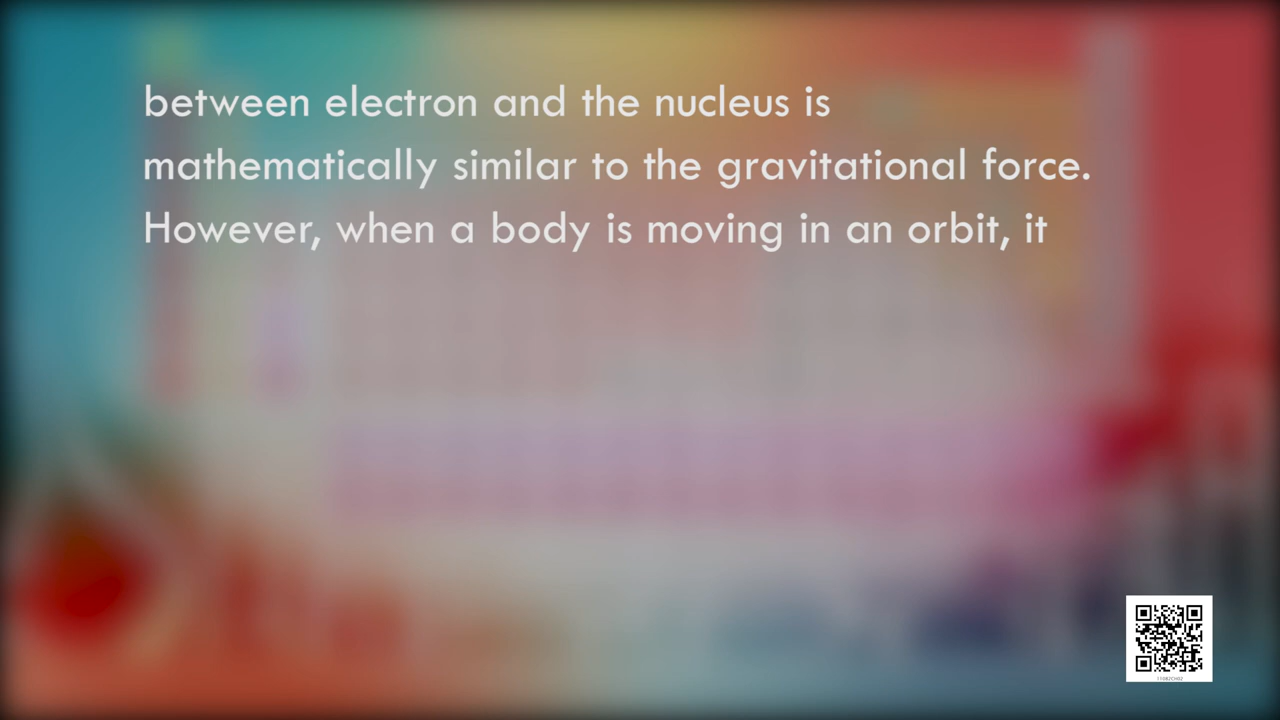 between electron and the nucleus is
mathematically similar to the gravitational force.
However, when a body is moving in an orbit, it